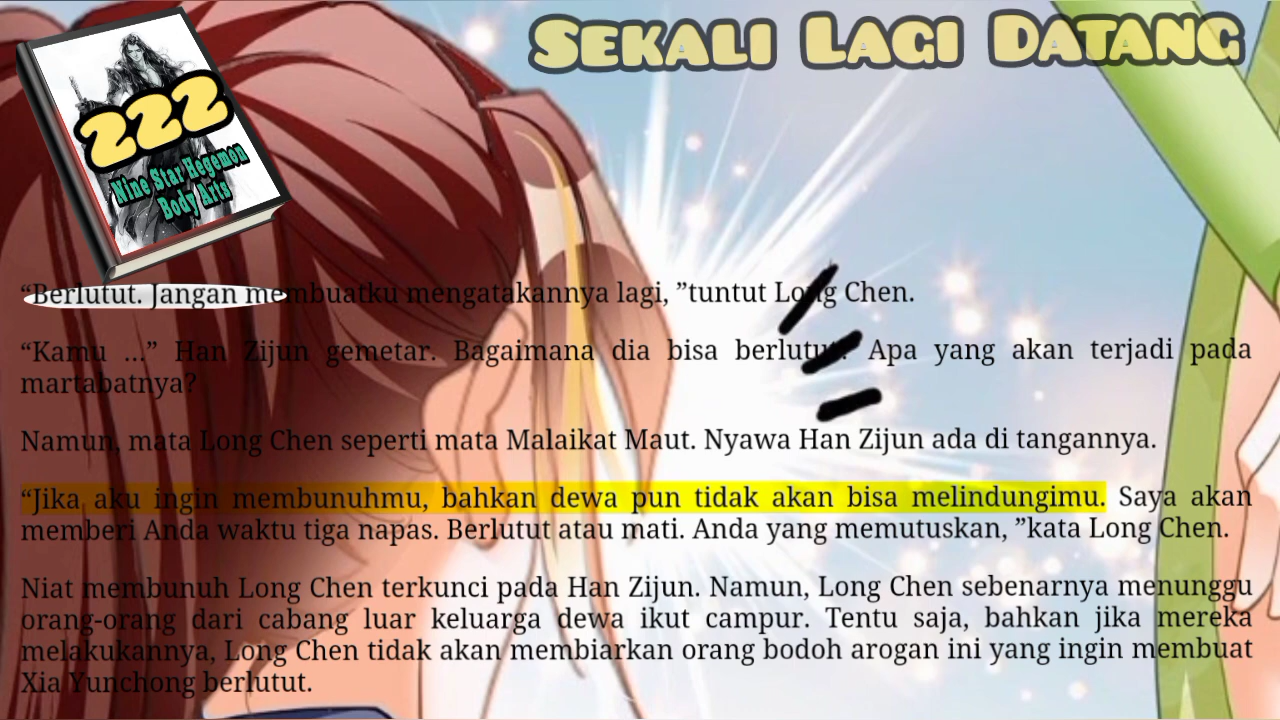 SEKALI LAGI DATANG
222
Nine Star Hegemon
Body Arts
“Berlutut. Jangan membuatku mengatakannya lagi, ”tuntut Long Chen.
“Kamu ...” Han Zijun gemetar. Bagaimana dia bisa berlutut? Apa yang akan terjadi pada
martabatnya?
Namun, mata Long Chen seperti mata Malaikat Maut. Nyawa Han Zijun ada di tangannya.
“Jika aku ingin membunuhmu, bahkan dewa pun tidak akan bisa melindungimu. Saya akan
memberi Anda waktu tiga napas. Berlutut atau mati. Anda yang memutuskan, ”kata Long Chen.
Niat membunuh Long Chen terkunci pada Han Zijun. Namun, Long Chen sebenarnya menunggu
orang-orang dari cabang luar keluarga dewa ikut campur. Tentu saja, bahkan jika mereka
melakukannya, Long Chen tidak akan membiarkan orang bodoh arogan ini yang ingin membuat
Xia Yunchong berlutut.